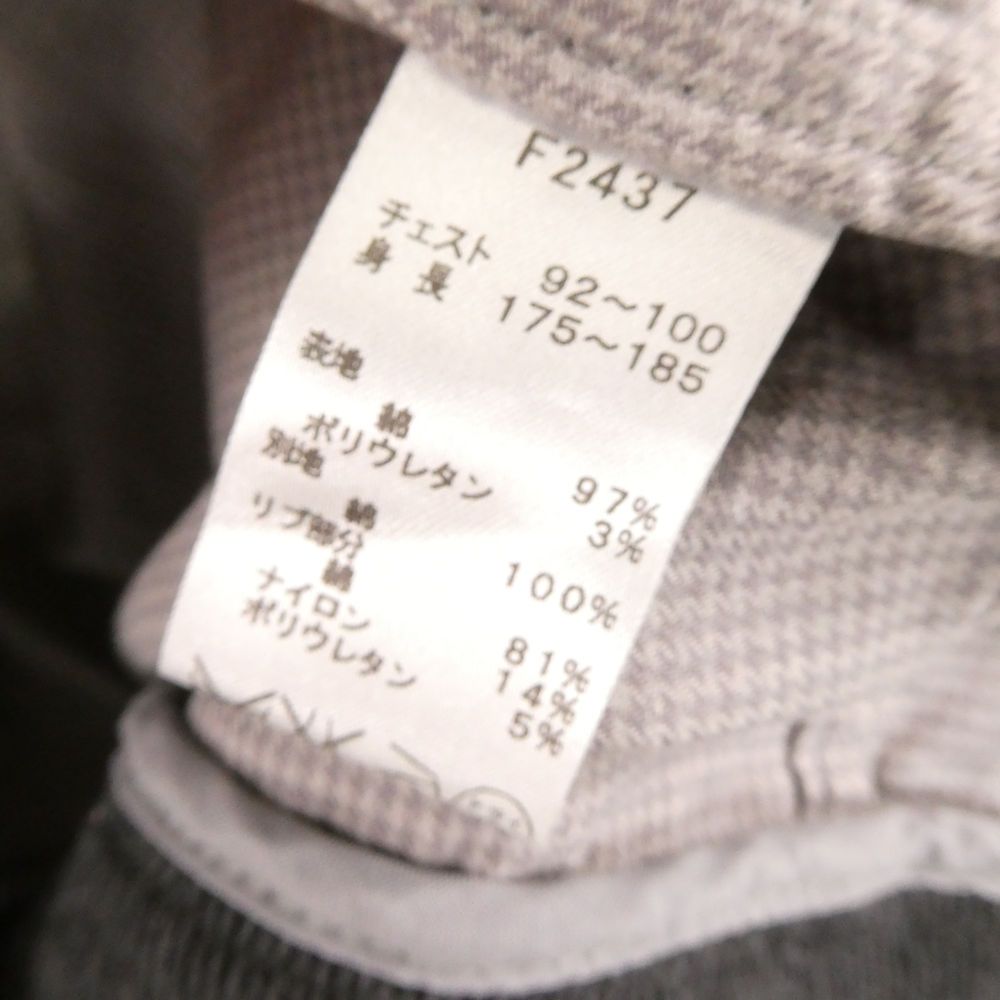 F2437
チェスト 92～100
身長 175～185
表地
綿 97%
ポリウレタン 3%
別地
綿 100%
リブ部分
綿 81%
ナイロン 14%
ポリウレタン 5%